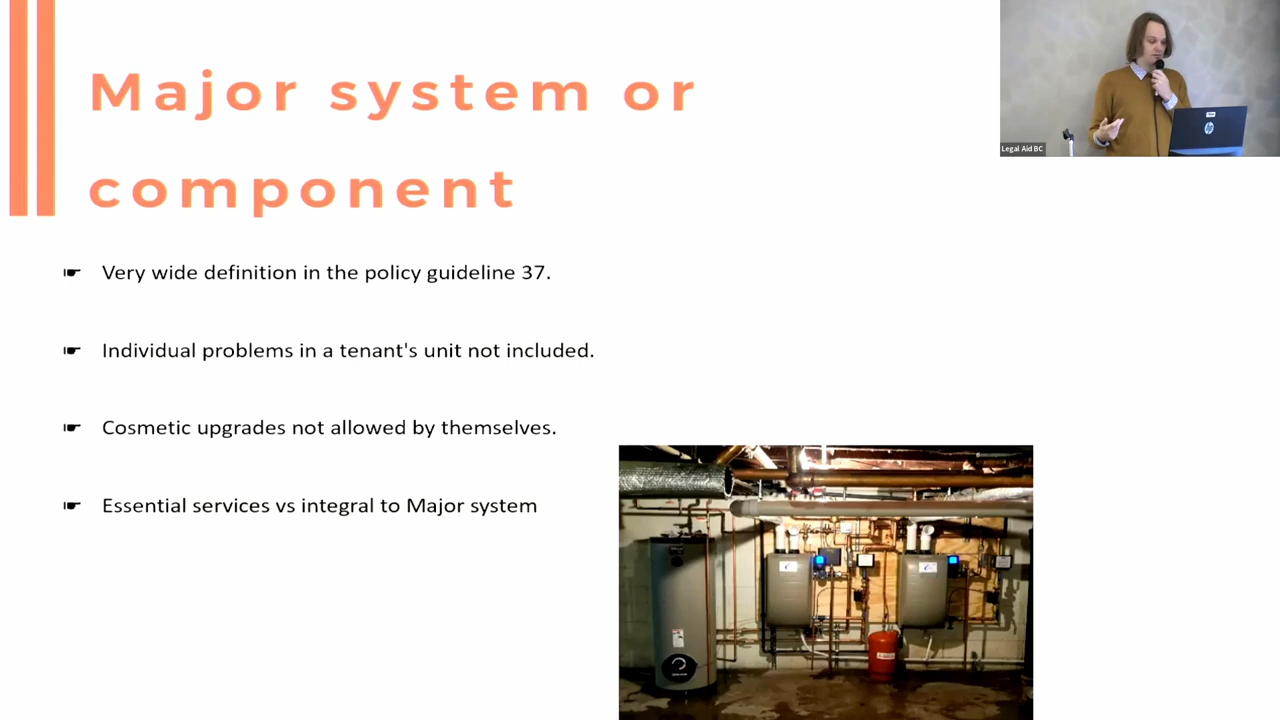 Major system or
component
Legal Aid BC
☛ Very wide definition in the policy guideline 37.
☛ Individual problems in a tenant's unit not included.
☛ Cosmetic upgrades not allowed by themselves.
☛ Essential services vs integral to Major system
hp